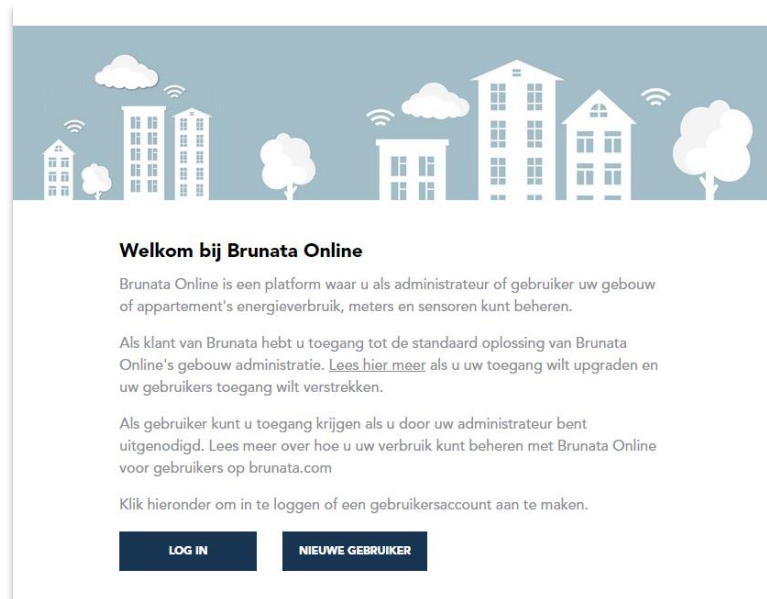 Welkom bij Brunata Online
Brunata Online is een platform waar u als administrateur of gebruiker uw gebouw
of appartement's energieverbruik, meters en sensoren kunt beheren.
Als klant van Brunata hebt u toegang tot de standaard oplossing van Brunata
Online's gebouw administratie. Lees hier meer als u uw toegang wilt upgraden en
uw gebruikers toegang wilt verstrekken.
Als gebruiker kunt u toegang krijgen als u door uw administrateur bent
uitgenodigd. Lees meer over hoe u uw verbruik kunt beheren met Brunata Online
voor gebruikers op brunata.com
Klik hieronder om in te loggen of een gebruikersaccount aan te maken.
LOG IN
NIEUWE GEBRUIKER